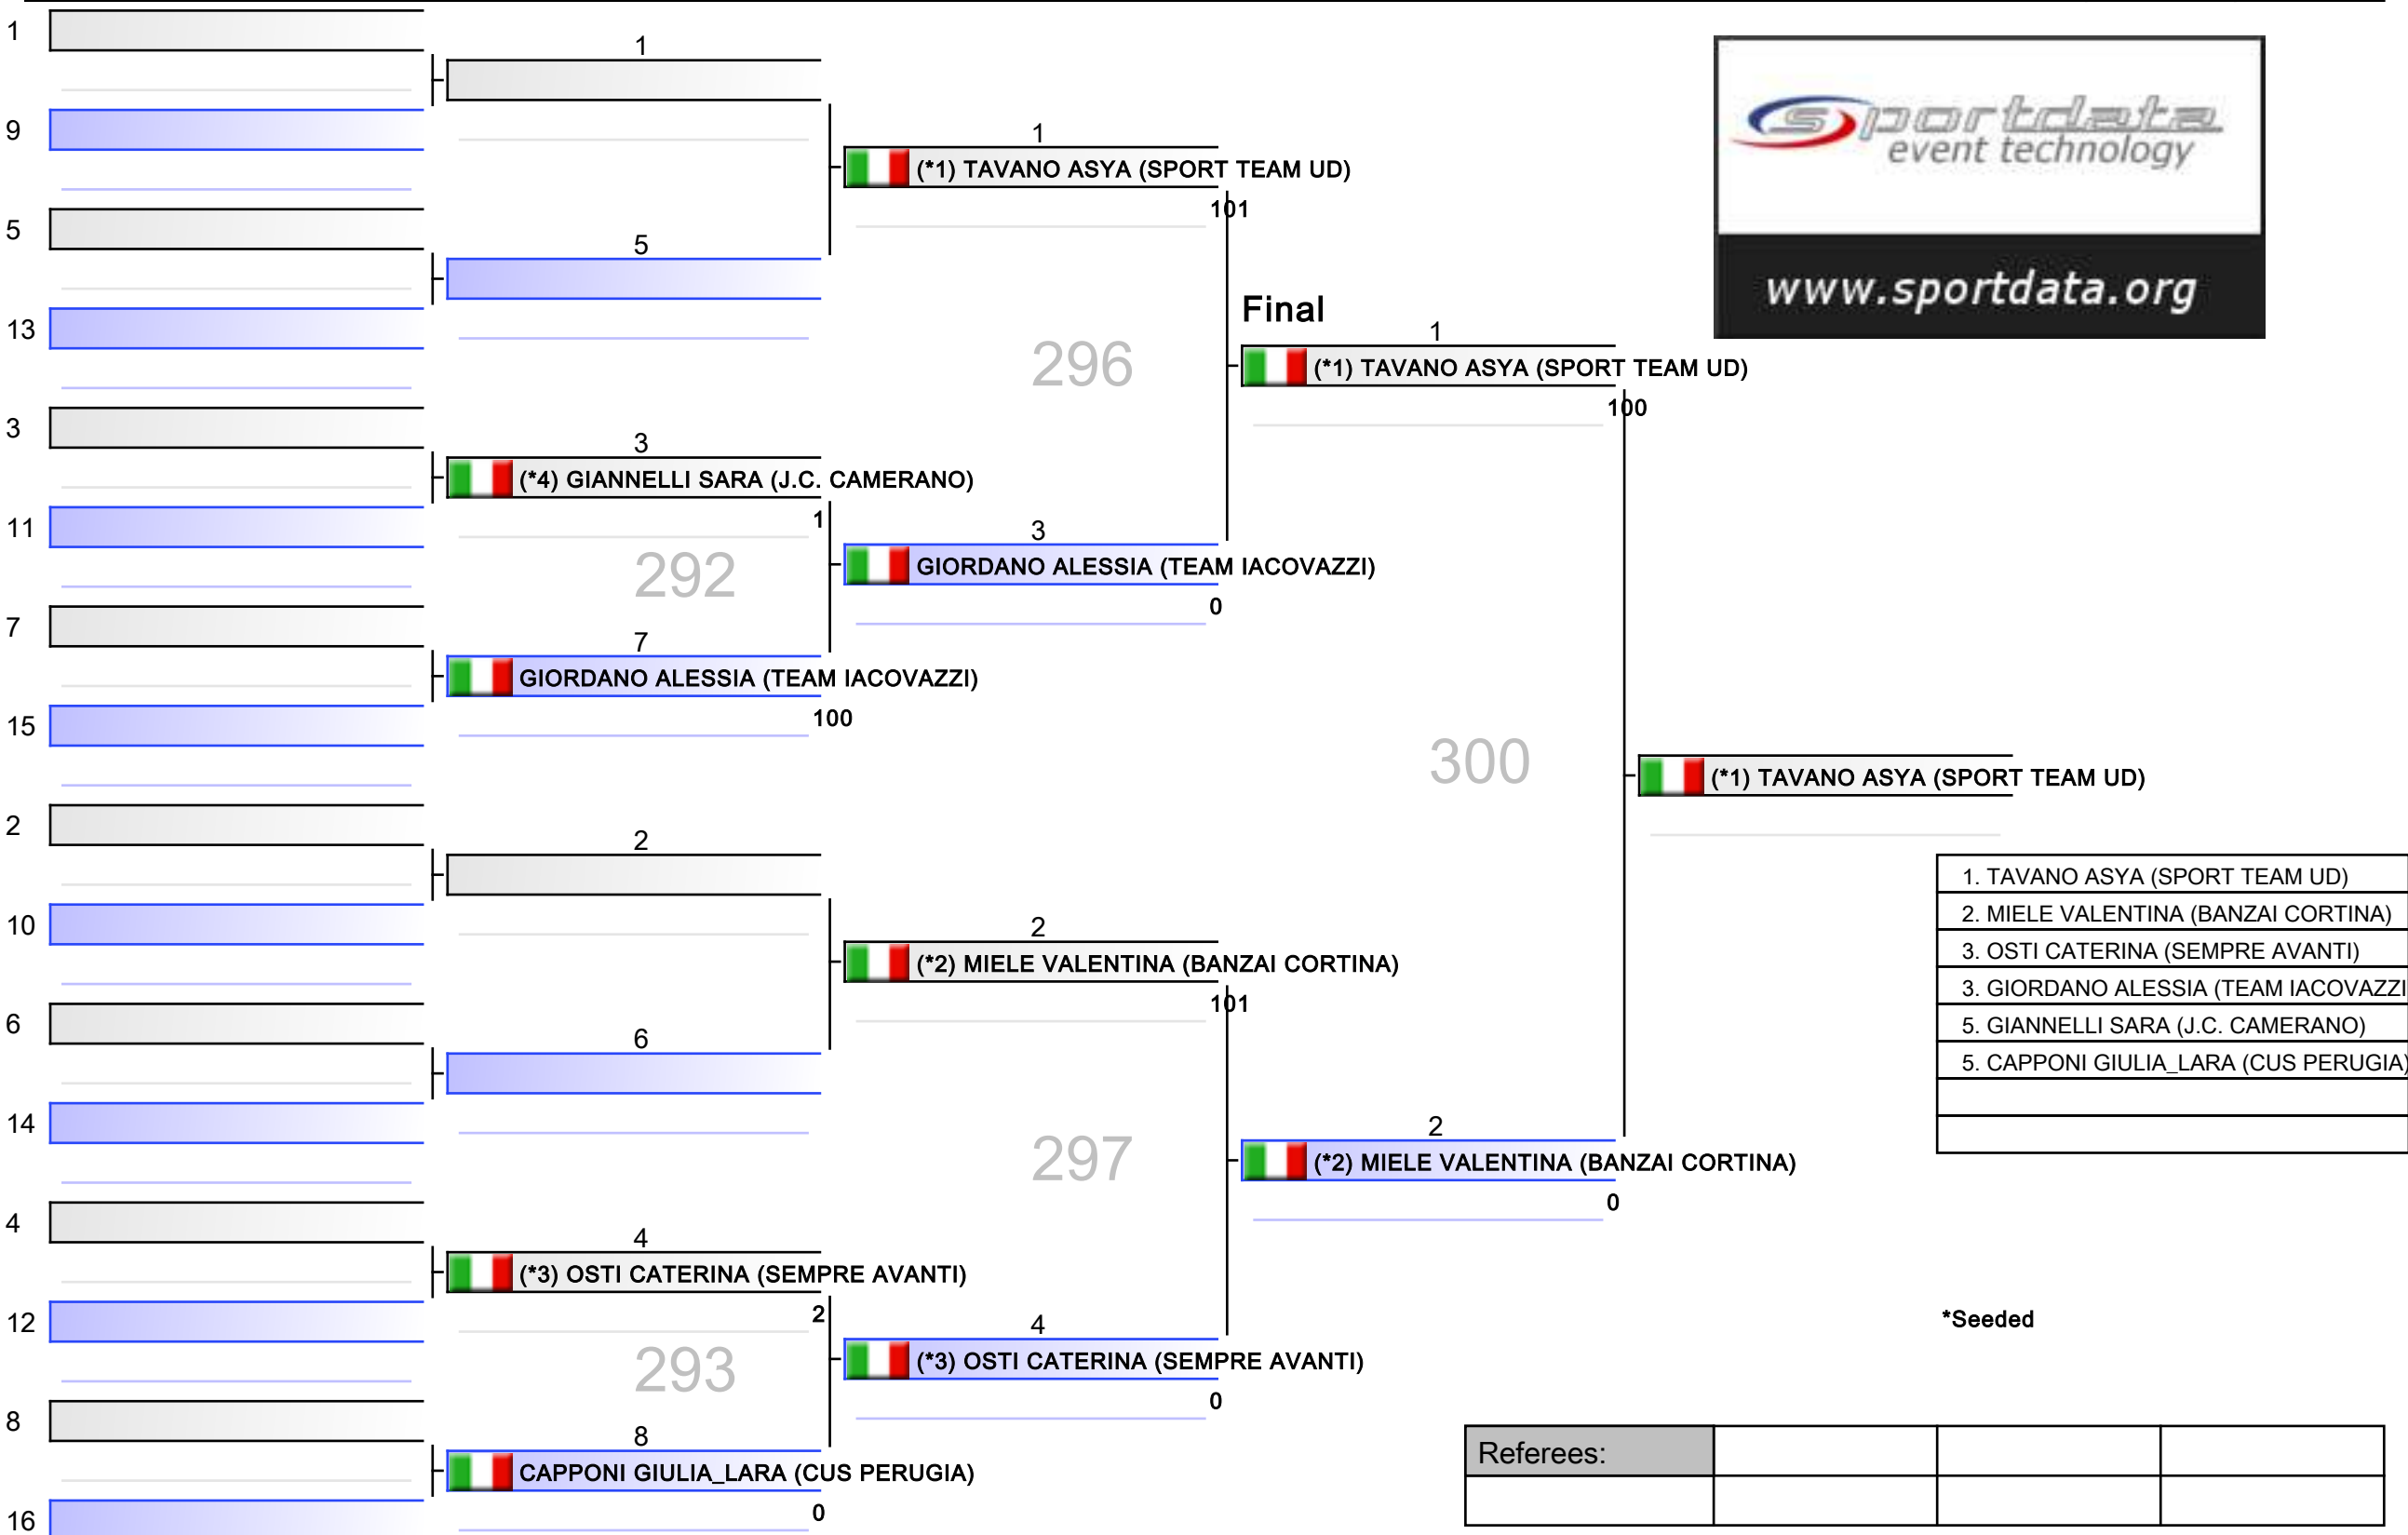 1
9
5
13
3
11
7
15
2
10
6
14
4
12
8
16
1
5
3
(*4) GIANNELLI SARA (J.C. CAMERANO)
1
292
7
GIORDANO ALESSIA (TEAM IACOVAZZI)
100
2
6
4
(*3) OSTI CATERINA (SEMPRE AVANTI)
2
293
8
CAPPONI GIULIA_LARA (CUS PERUGIA)
0
1
(*1) TAVANO ASYA (SPORT TEAM UD)
101
296
3
GIORDANO ALESSIA (TEAM IACOVAZZI)
0
2
(*2) MIELE VALENTINA (BANZAI CORTINA)
101
297
4
(*3) OSTI CATERINA (SEMPRE AVANTI)
0
Final
1
(*1) TAVANO ASYA (SPORT TEAM UD)
100
300
2
(*2) MIELE VALENTINA (BANZAI CORTINA)
0
(*1) TAVANO ASYA (SPORT TEAM UD)
sportdata
event technology
www.sportdata.org
1. TAVANO ASYA (SPORT TEAM UD)
2. MIELE VALENTINA (BANZAI CORTINA)
3. OSTI CATERINA (SEMPRE AVANTI)
3. GIORDANO ALESSIA (TEAM IACOVAZZI
5. GIANNELLI SARA (J.C. CAMERANO)
5. CAPPONI GIULIA_LARA (CUS PERUGIA)
*Seeded
Referees: